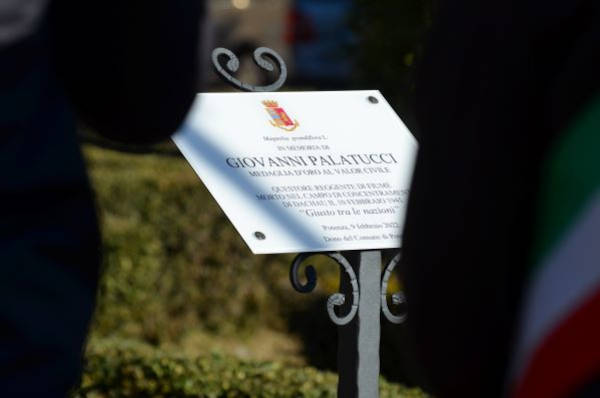 Magnolia grandiflora L.
IN MEMORIA DI
GIOVANNI PALATUCCI
MEDAGLIA D'ORO AL VALOR CIVILE
QUESTORE REGGENTE DI FIUME
MORTO NEL CAMPO DI CONCENTRAMEN
DI DACHAU IL 10 FEBBRAIO 1945
"Giusto tra le nazioni"
Potenza, 9 febbraio 2022
Dono del Comune di